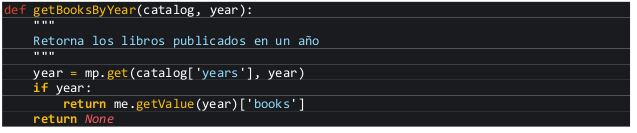 def getBooksByYear(catalog, year):
    """
    Retorna los libros publicados en un año
    """
    year = mp.get(catalog['years'], year)
    if year:
        return me.getValue(year)['books']
    return None